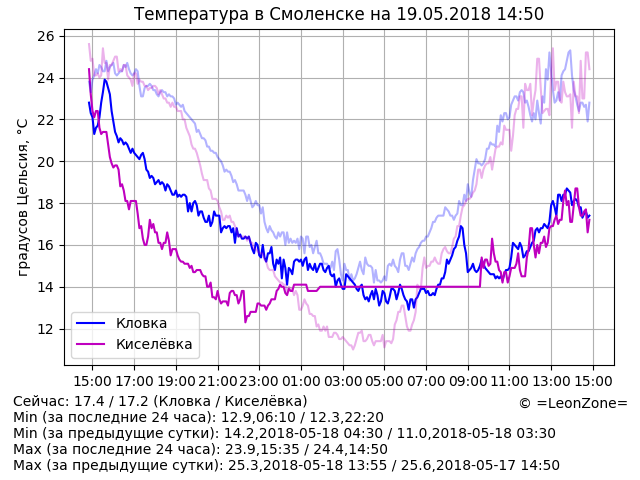 Температура в Смоленске на 19.05.2018 14:50
градусов Цельсия, °C
26
24
22
20
18
16
14
12
Кловка
Киселёвка
15:00 17:00 19:00 21:00 23:00 01:00 03:00 05:00 07:00 09:00 11:00 13:00 15:00
Сейчас: 17.4 / 17.2 (Кловка / Киселёвка)
© =LeonZone=
Min (за последние 24 часа): 12.9,06:10 / 12.3,22:20
Min (за предыдущие сутки): 14.2,2018-05-18 04:30 / 11.0,2018-05-18 03:30
Max (за последние 24 часа): 23.9,15:35 / 24.4,14:50
Max (за предыдущие сутки): 25.3,2018-05-18 13:55 / 25.6,2018-05-17 14:50